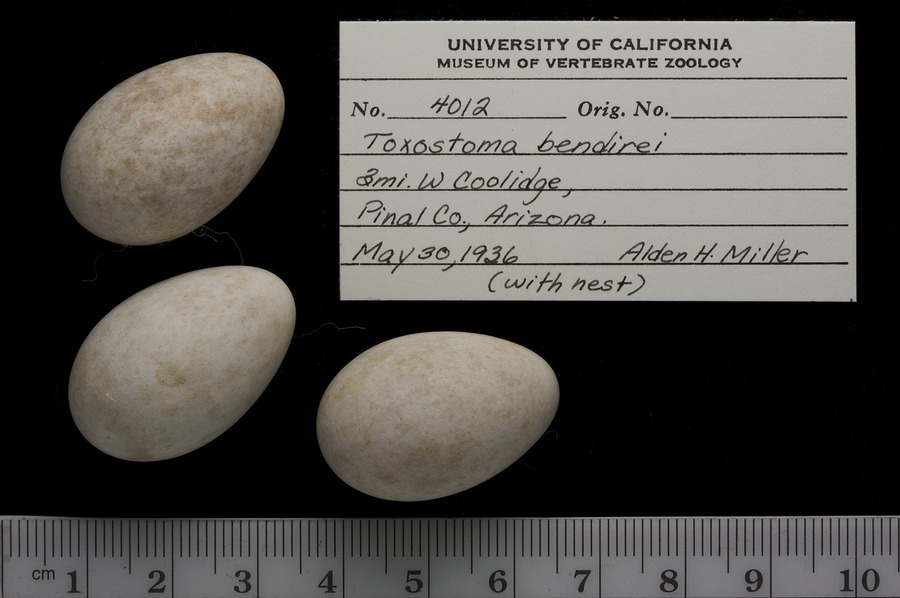 UNIVERSITY OF CALIFORNIA
MUSEUM OF VERTEBRATE ZOOLOGY
No. 4012 Orig. No.
Toxostoma bendirei
3mi. W Coolidge,
Pinal Co., Arizona.
May 30, 1936 Alden H. Miller
(with nest)
cm 1 2 3 4 5 6 7 8 9 10